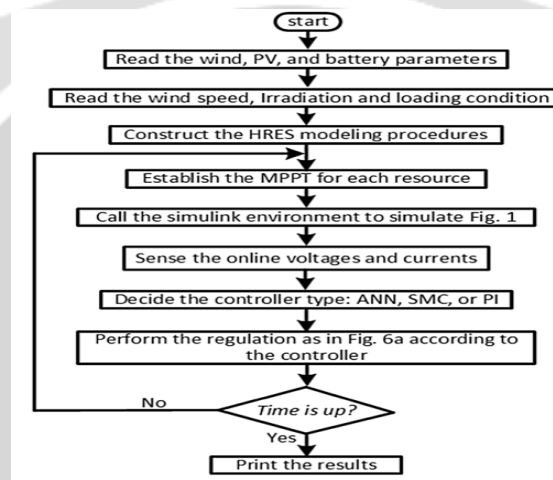 start
Read the wind, PV, and battery parameters
Read the wind speed, Irradiation and loading condition
Construct the HRES modeling procedures
Establish the MPPT for each resource
Call the simulink environment to simulate Fig. 1
Sense the online voltages and currents
Decide the controller type: ANN, SMC, or PI
Perform the regulation as in Fig. 6a according to
the controller
No
Time is up?
Yes
Print the results